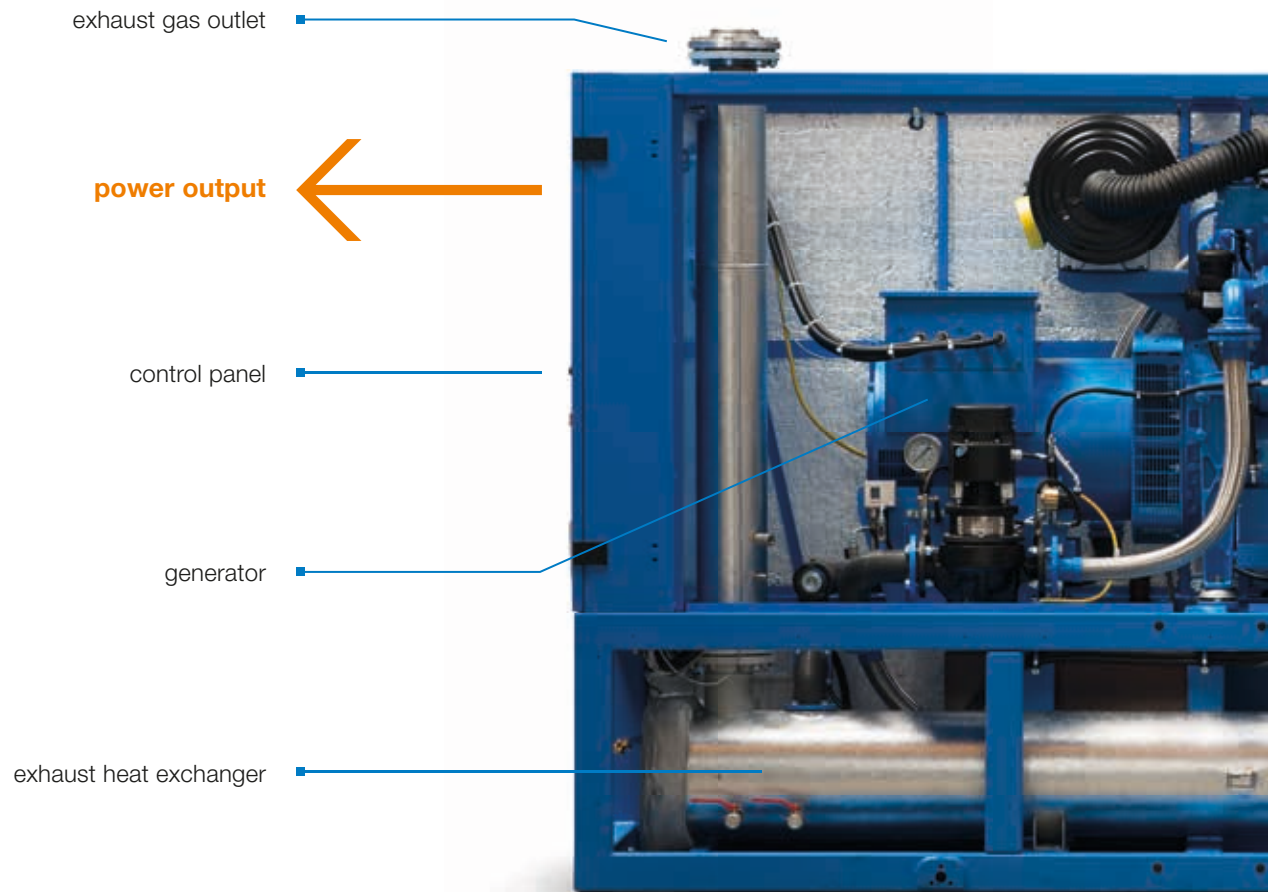 exhaust gas outlet
power output
control panel
generator
exhaust heat exchanger